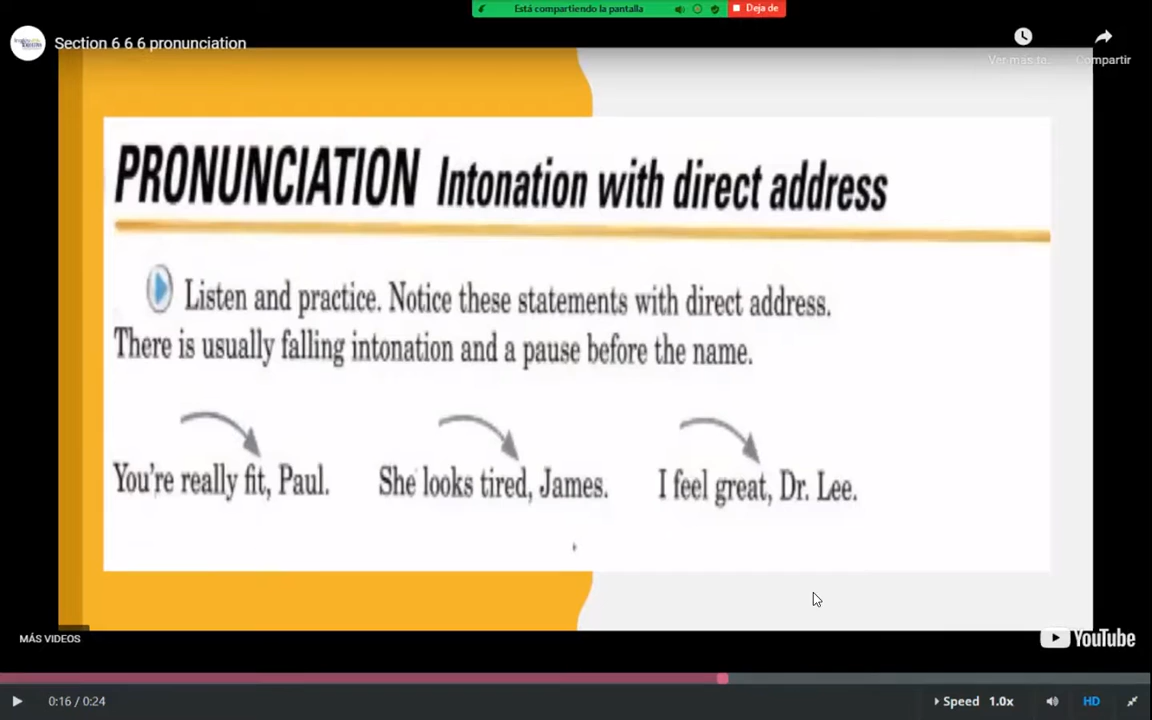 Está compartiendo la pantalla
Deja de
Section 6 6 6 pronunciation
Compartir
PRONUNCIATION Intonation with direct address
Listen and practice. Notice these statements with direct address.
There is usually falling intonation and a pause before the name.
You're really fit, Paul. She looks tired, James. I feel great, Dr. Lee.
MÁS VIDEOS
YouTube
0:16 / 0:24
Speed 1.0x
HD